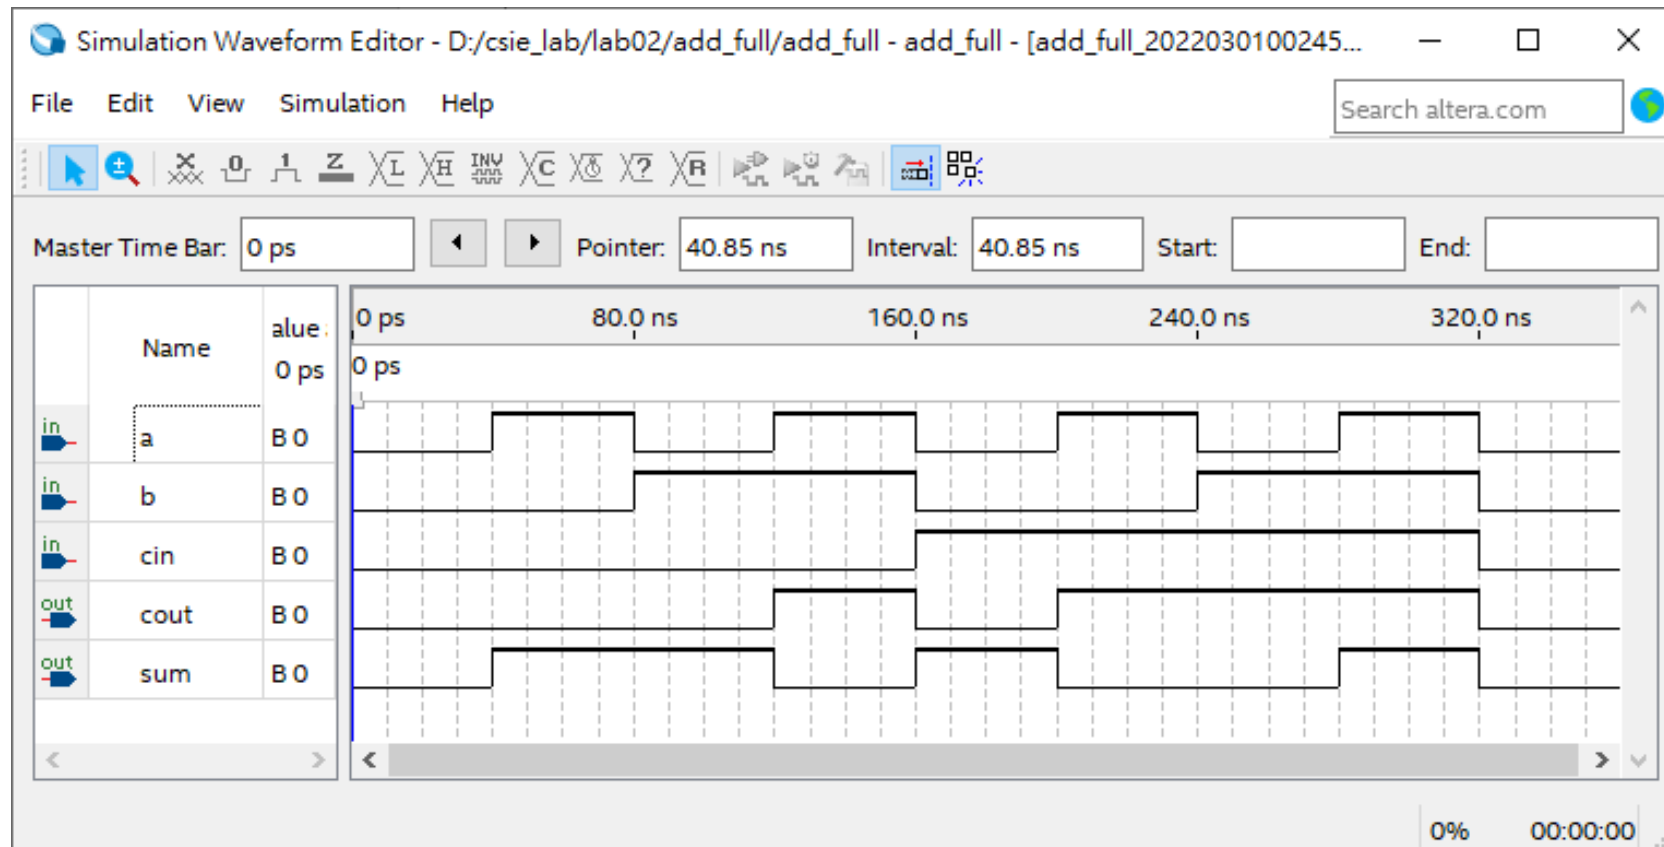 Simulation Waveform Editor - D:/csie_lab/lab02/add_full/add_full - add_full - [add_full_2022030100245...
File Edit View Simulation Help
Search altera.com
X 0 1 Z L H INV C ? R
Master Time Bar: 0 ps Pointer: 40.85 ns Interval: 40.85 ns Start: End:
Name alue 0 ps
0 ps 80.0 ns 160.0 ns 240.0 ns 320.0 ns
0 ps
in a B 0
in b B 0
in cin B 0
out cout B 0
out sum B 0
0% 00:00:00